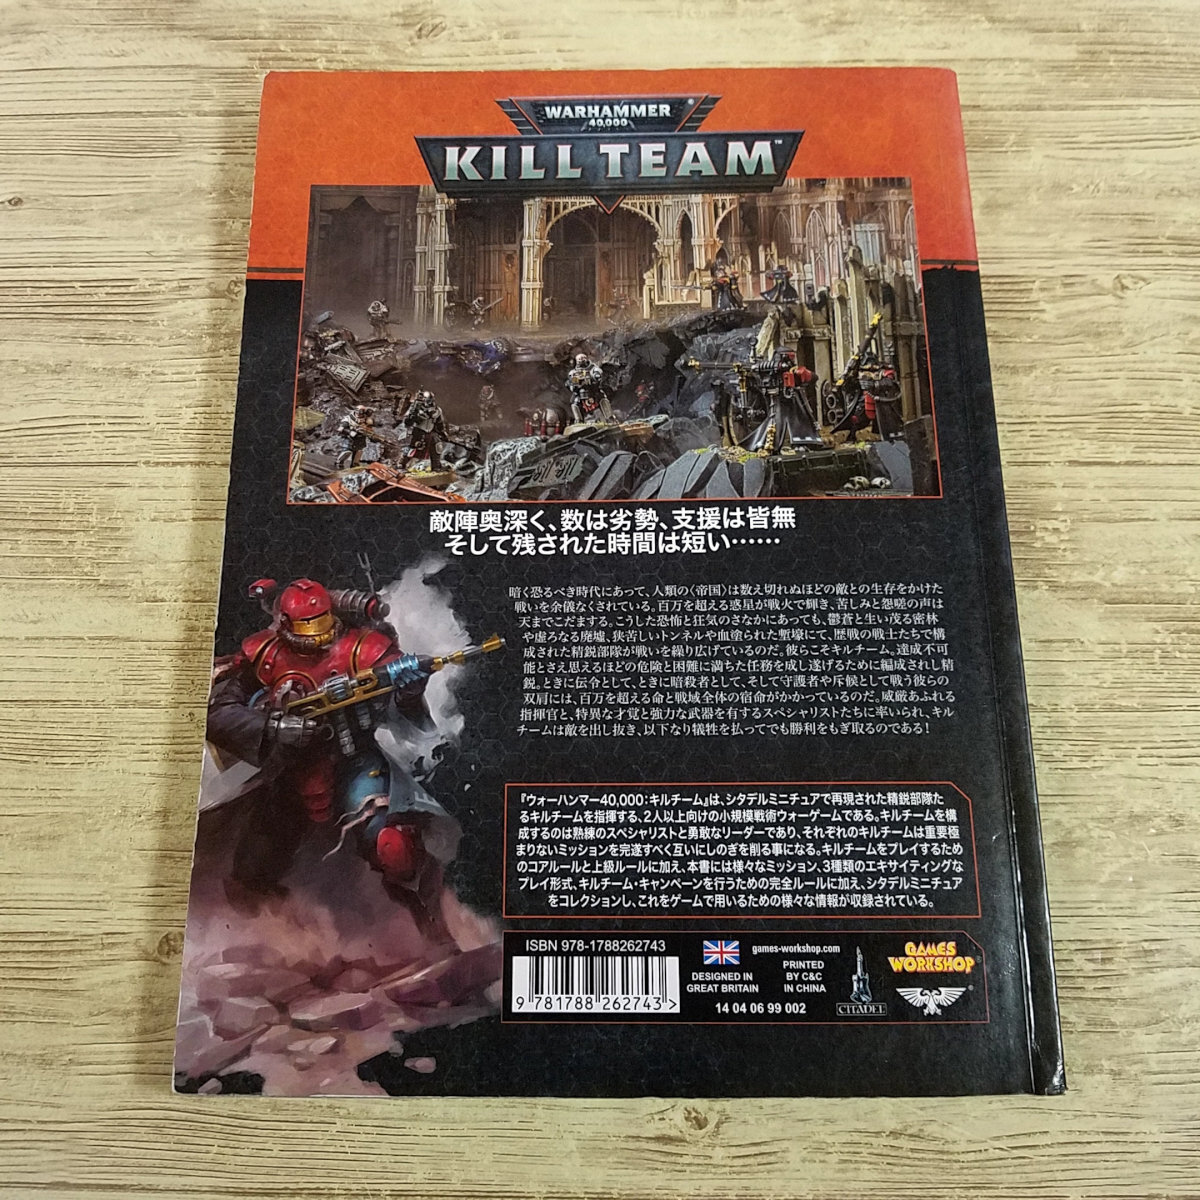 WARHAMMER
40,000
KILL TEAM™
敵陣奥深く、数は劣勢、支援は皆無
そして残された時間は短い……
暗く恐るべき時代にあって、人類の〈帝国〉は数え切れぬほどの敵との生存をかけた
戦いを余儀なくされている。百万を超える惑星が戦火で輝き、苦しみと怨嗟の声は
天までこだまする。こうした恐怖と狂気のさなかにあっても、鬱蒼と生い茂る密林
や虚ろなる廃墟、狭苦しいトンネルや血塗られた塹壕にて、歴戦の戦士たちで構
成された精鋭部隊が戦いを繰り広げているのだ。彼らこそキルチーム。達成不可
能とさえ思えるほどの危険と困難に満ちた任務を成し遂げるために編成されし精
鋭。ときに伝令として、ときに暗殺者として、そして守護者や斥候として戦う彼らの
双肩には、百万を超える命と戦域全体の宿命がかかっているのだ。威厳あふれる
指揮官と、特異な才覚と強力な武器を有するスペシャリストたちに率いられ、キル
チームは敵を出し抜き、以下なり犠牲を払ってでも勝利をもぎ取るのである！
『ウォーハンマー40,000：キルチーム』は、シタデルミニチュアで再現された精鋭部隊た
るキルチームを指揮する、2人以上向けの小規模戦術ウォーゲームである。キルチームを構
成するのは熟練のスペシャリストと勇敢なリーダーであり、それぞれのキルチームは重要極
まりないミッションを完遂すべく互いにしのぎを削る事になる。キルチームをプレイするため
のコアルールと上級ルールに加え、本書には様々なミッション、3種類のエキサイティングな
プレイ形式、キルチーム・キャンペーンを行うための完全ルールに加え、シタデルミニチュア
をコレクションし、これをゲームで用いるための様々な情報が収録されている。
ISBN 978-1788262743
9 781788 262743 >
DESIGNED IN
GREAT BRITAIN
games-workshop.com
PRINTED
BY C&C
IN CHINA
14 04 06 99 002
CITADEL
GAMES
WORKSHOP